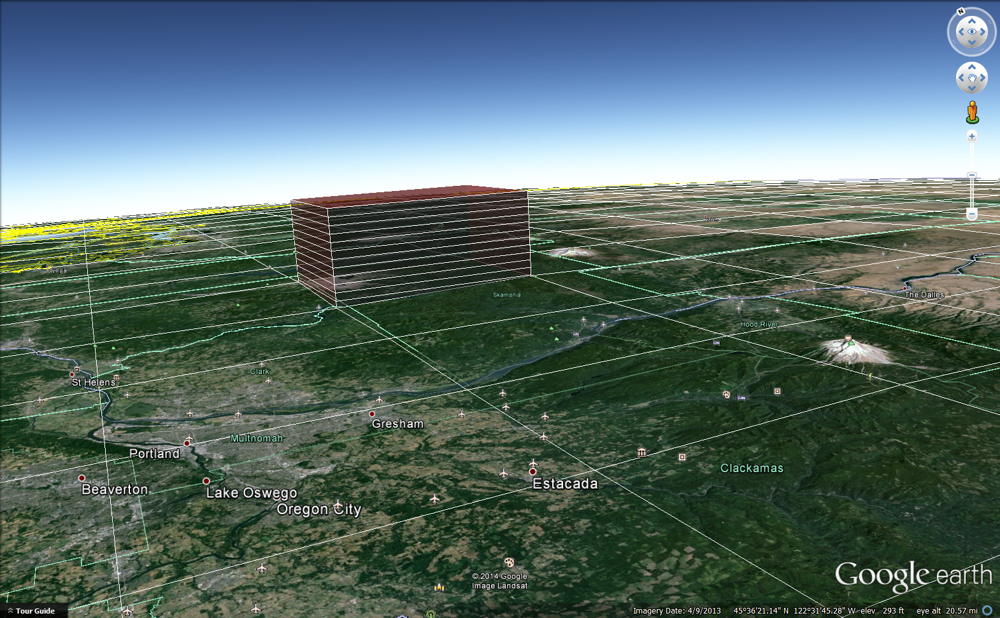 N
Olympia
Yakima
Skamania
The Dalles
Hood River
Clark
St Helens
Gresham
Multnomah
Portland
Clackamas
Beaverton
Estacada
Lake Oswego
Oregon City
© 2014 Google
Image Landsat
Google earth
Tour Guide
Imagery Date: 4/9/2013 45°36'21.14" N 122°31'45.28" W elev 293 ft eye alt 20.57 mi